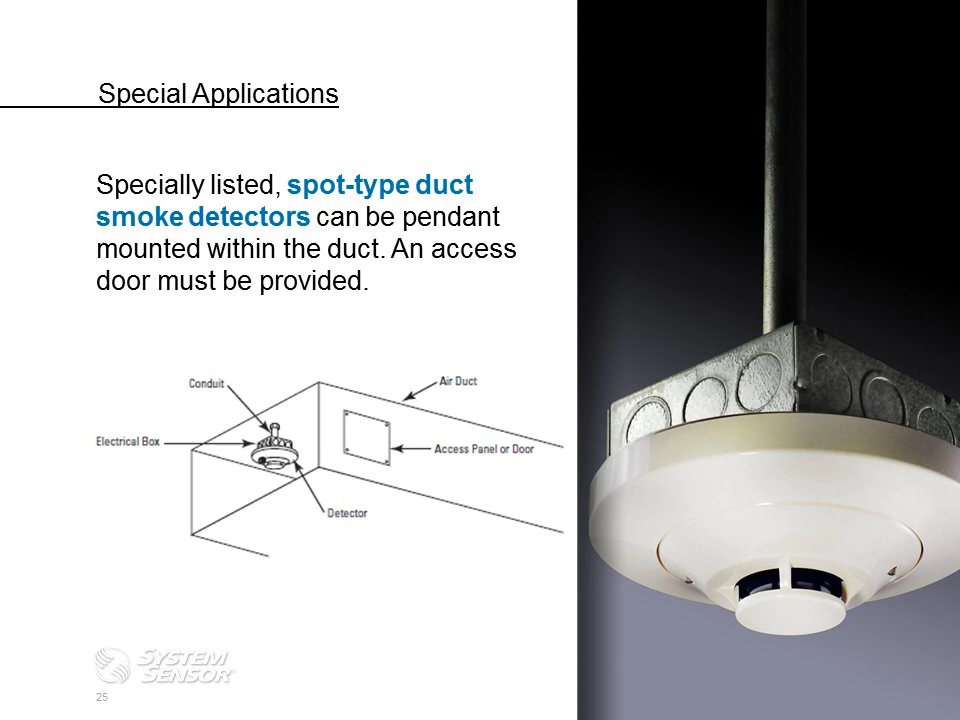 Special Applications
Specially listed, spot-type duct
smoke detectors can be pendant
mounted within the duct. An access
door must be provided.
Conduit
Air Duct
Electrical Box
Access Panel or Door
Detector
SYSTEM
SENSOR
25